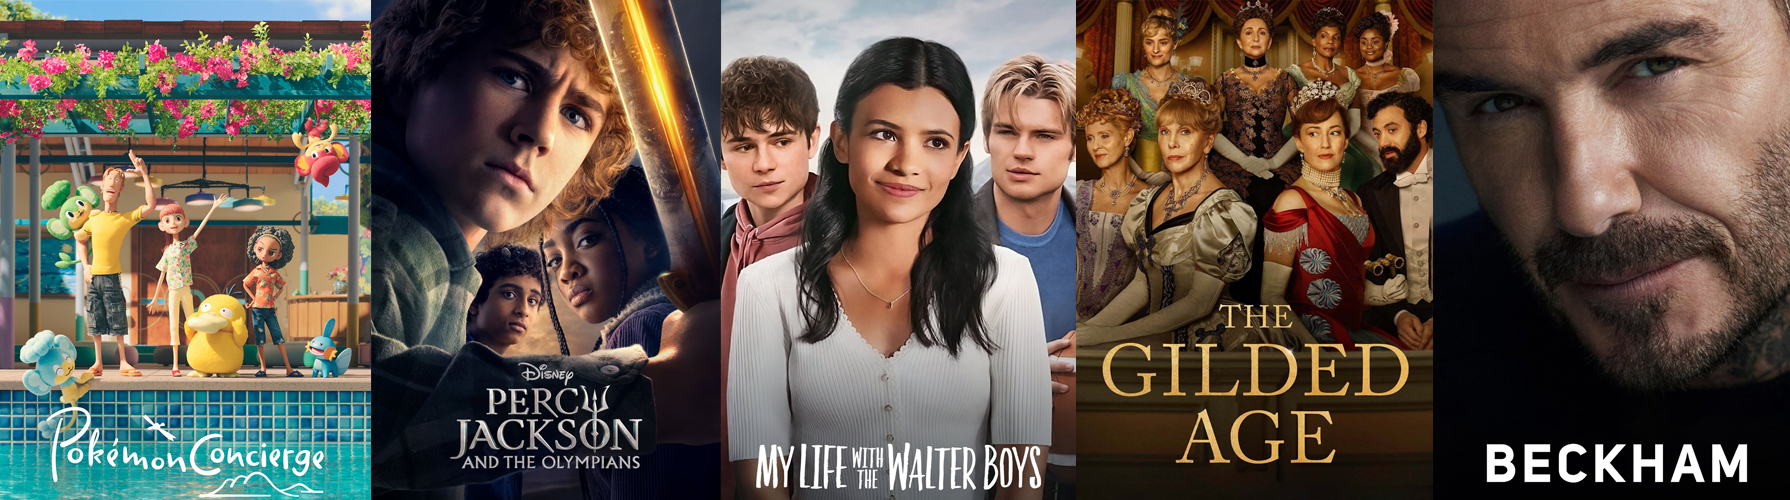 Pokémon Concierge
Disney
PERCY
JACKSON
AND THE OLYMPIANS
MY LIFE WITH THE WALTER BOYS
THE
GILDED
AGE
BECKHAM